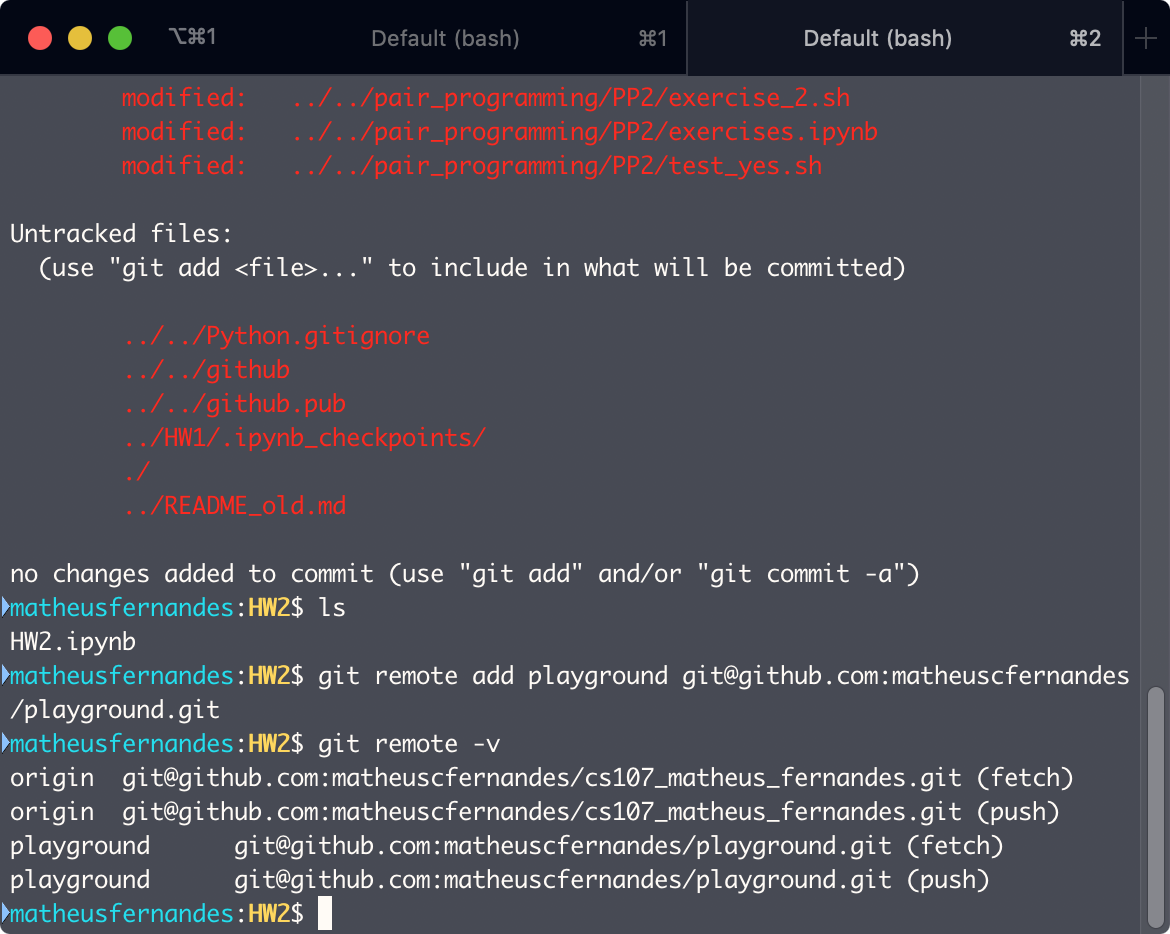 ⌥⌘1 Default (bash) ⌘1 Default (bash) ⌘2 +
modified:   ../../pair_programming/PP2/exercise_2.sh
modified:   ../../pair_programming/PP2/exercises.ipynb
modified:   ../../pair_programming/PP2/test_yes.sh
Untracked files:
(use "git add <file>..." to include in what will be committed)
../../Python.gitignore
../../github
../../github.pub
../HW1/.ipynb_checkpoints/
./
../README_old.md
no changes added to commit (use "git add" and/or "git commit -a")
matheusfernandes:HW2$ ls
HW2.ipynb
matheusfernandes:HW2$ git remote add playground git@github.com:matheuscfernandes
/playground.git
matheusfernandes:HW2$ git remote -v
origin  git@github.com:matheuscfernandes/cs107_matheus_fernandes.git (fetch)
origin  git@github.com:matheuscfernandes/cs107_matheus_fernandes.git (push)
playground      git@github.com:matheuscfernandes/playground.git (fetch)
playground      git@github.com:matheuscfernandes/playground.git (push)
matheusfernandes:HW2$